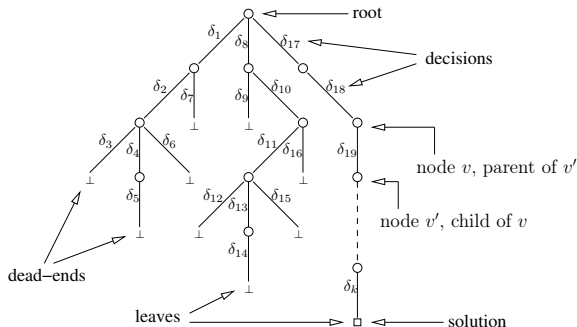 root
δ₁ δ₈ δ₁₇
decisions
δ₂ δ₇ δ₉ δ₁₀ δ₁₈
δ₃ δ₄ δ₆ δ₁₁ δ₁₆ δ₁₉
node v, parent of v′
⊥ ⊥
⊥ ⊥ ⊥
δ₅ δ₁₂ δ₁₃ δ₁₅
node v′, child of v
⊥ ⊥ ⊥
δ₁₄
dead−ends
δₖ
⊥
leaves
solution